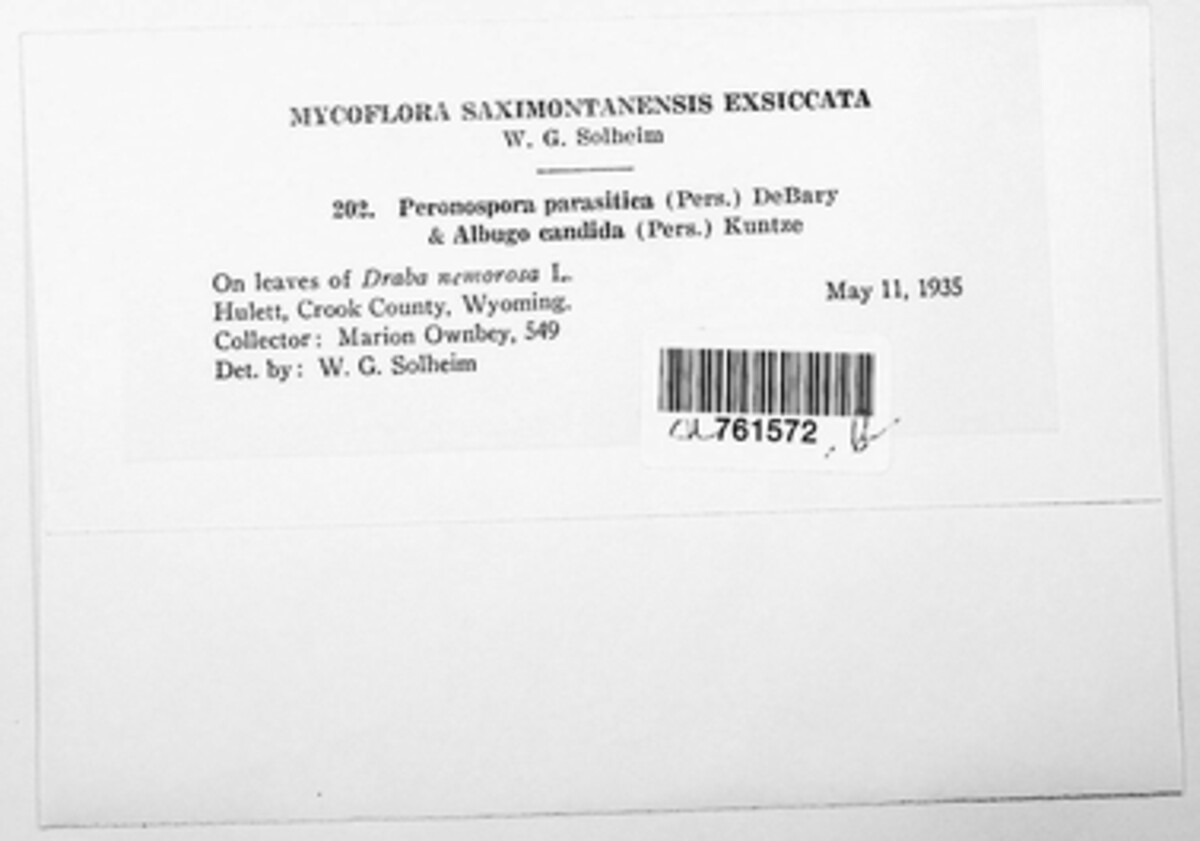 MYCOFLORA SAXIMONTANENSIS EXSICCATA
W. G. Solheim
202. Peronospora parasitica (Pers.) DeBary
& Albugo candida (Pers.) Kuntze
On leaves of Draba nemorosa L.
Hulett, Crook County, Wyoming.
May 11, 1935
Collector: Marion Ownbey, 549
Det. by: W. G. Solheim
761572